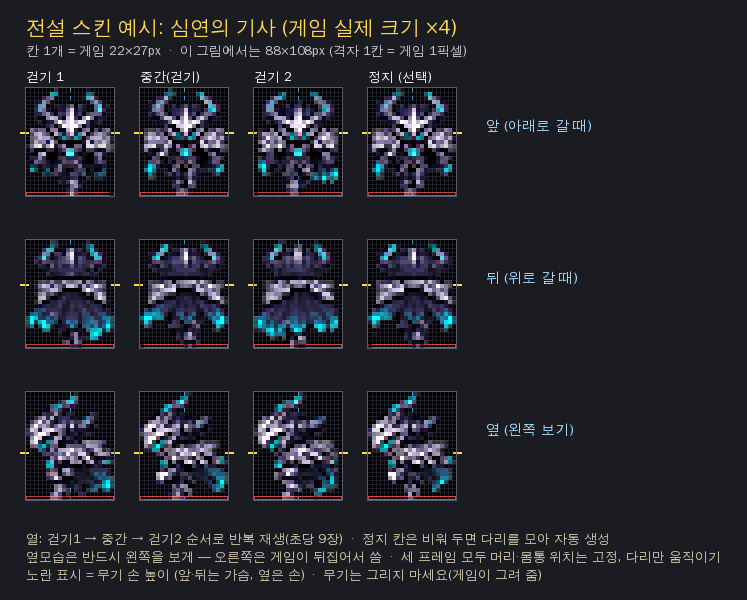 전설 스킨 예시: 심연의 기사 (게임 실제 크기 ×4)
칸 1개 = 게임 22×27px · 이 그림에서는 88×108px (격자 1칸 = 게임 1픽셀)
걷기 1 중간(걷기) 걷기 2 정지 (선택)
앞 (아래로 갈 때)
뒤 (위로 갈 때)
옆 (왼쪽 보기)
열: 걷기1 → 중간 → 걷기2 순서로 반복 재생(초당 9장) · 정지 칸은 비워 두면 다리를 모아 자동 생성
옆모습은 반드시 왼쪽을 보게 — 오른쪽은 게임이 뒤집어서 씀 · 세 프레임 모두 머리·몸통 위치는 고정, 다리만 움직이기
노란 표시 = 무기 손 높이 (앞·뒤는 가슴, 옆은 손) · 무기는 그리지 마세요(게임이 그려 줌)